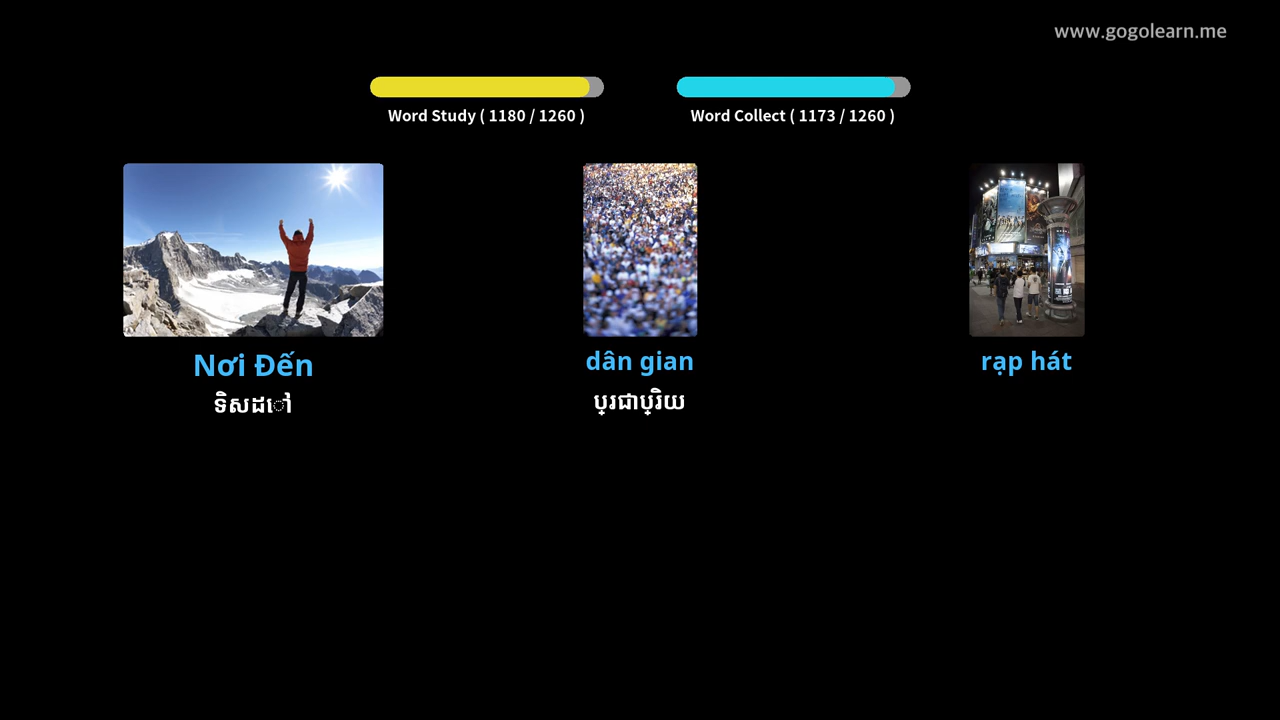 www.gogolearn.me
Word Study ( 1180 / 1260 )
Word Collect ( 1173 / 1260 )
Nơi Đến
ទិសដៅ
dân gian
ប្រជាប្រិយ
rạp hát